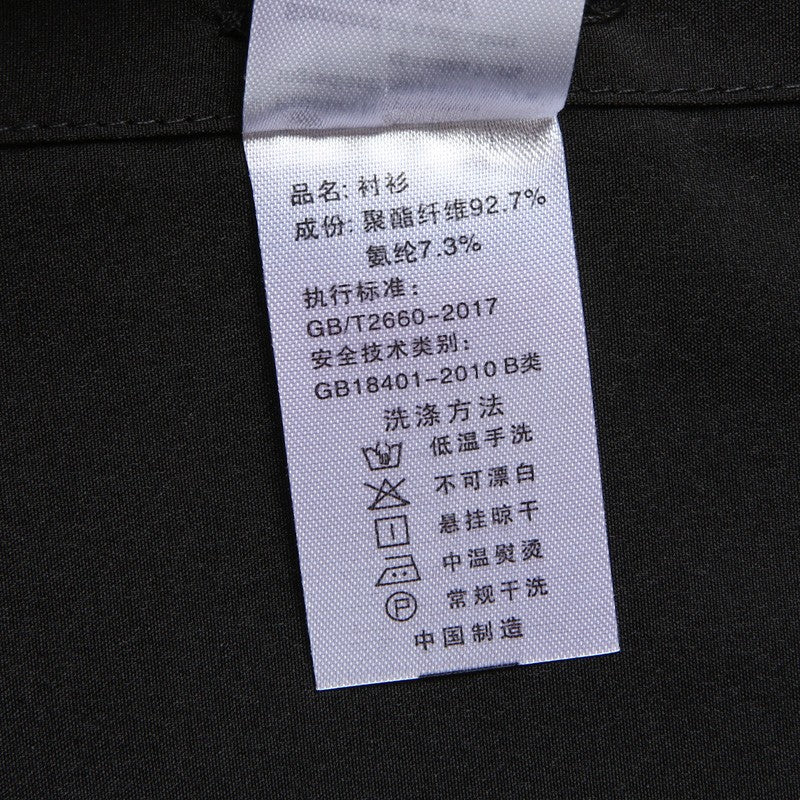 品名: 衬衫
成份: 聚酯纤维92.7%
氨纶7.3%
执行标准:
GB/T2660-2017
安全技术类别:
GB18401-2010 B类
洗涤方法
低温手洗
不可漂白
悬挂晾干
中温熨烫
P 常规干洗
中国制造